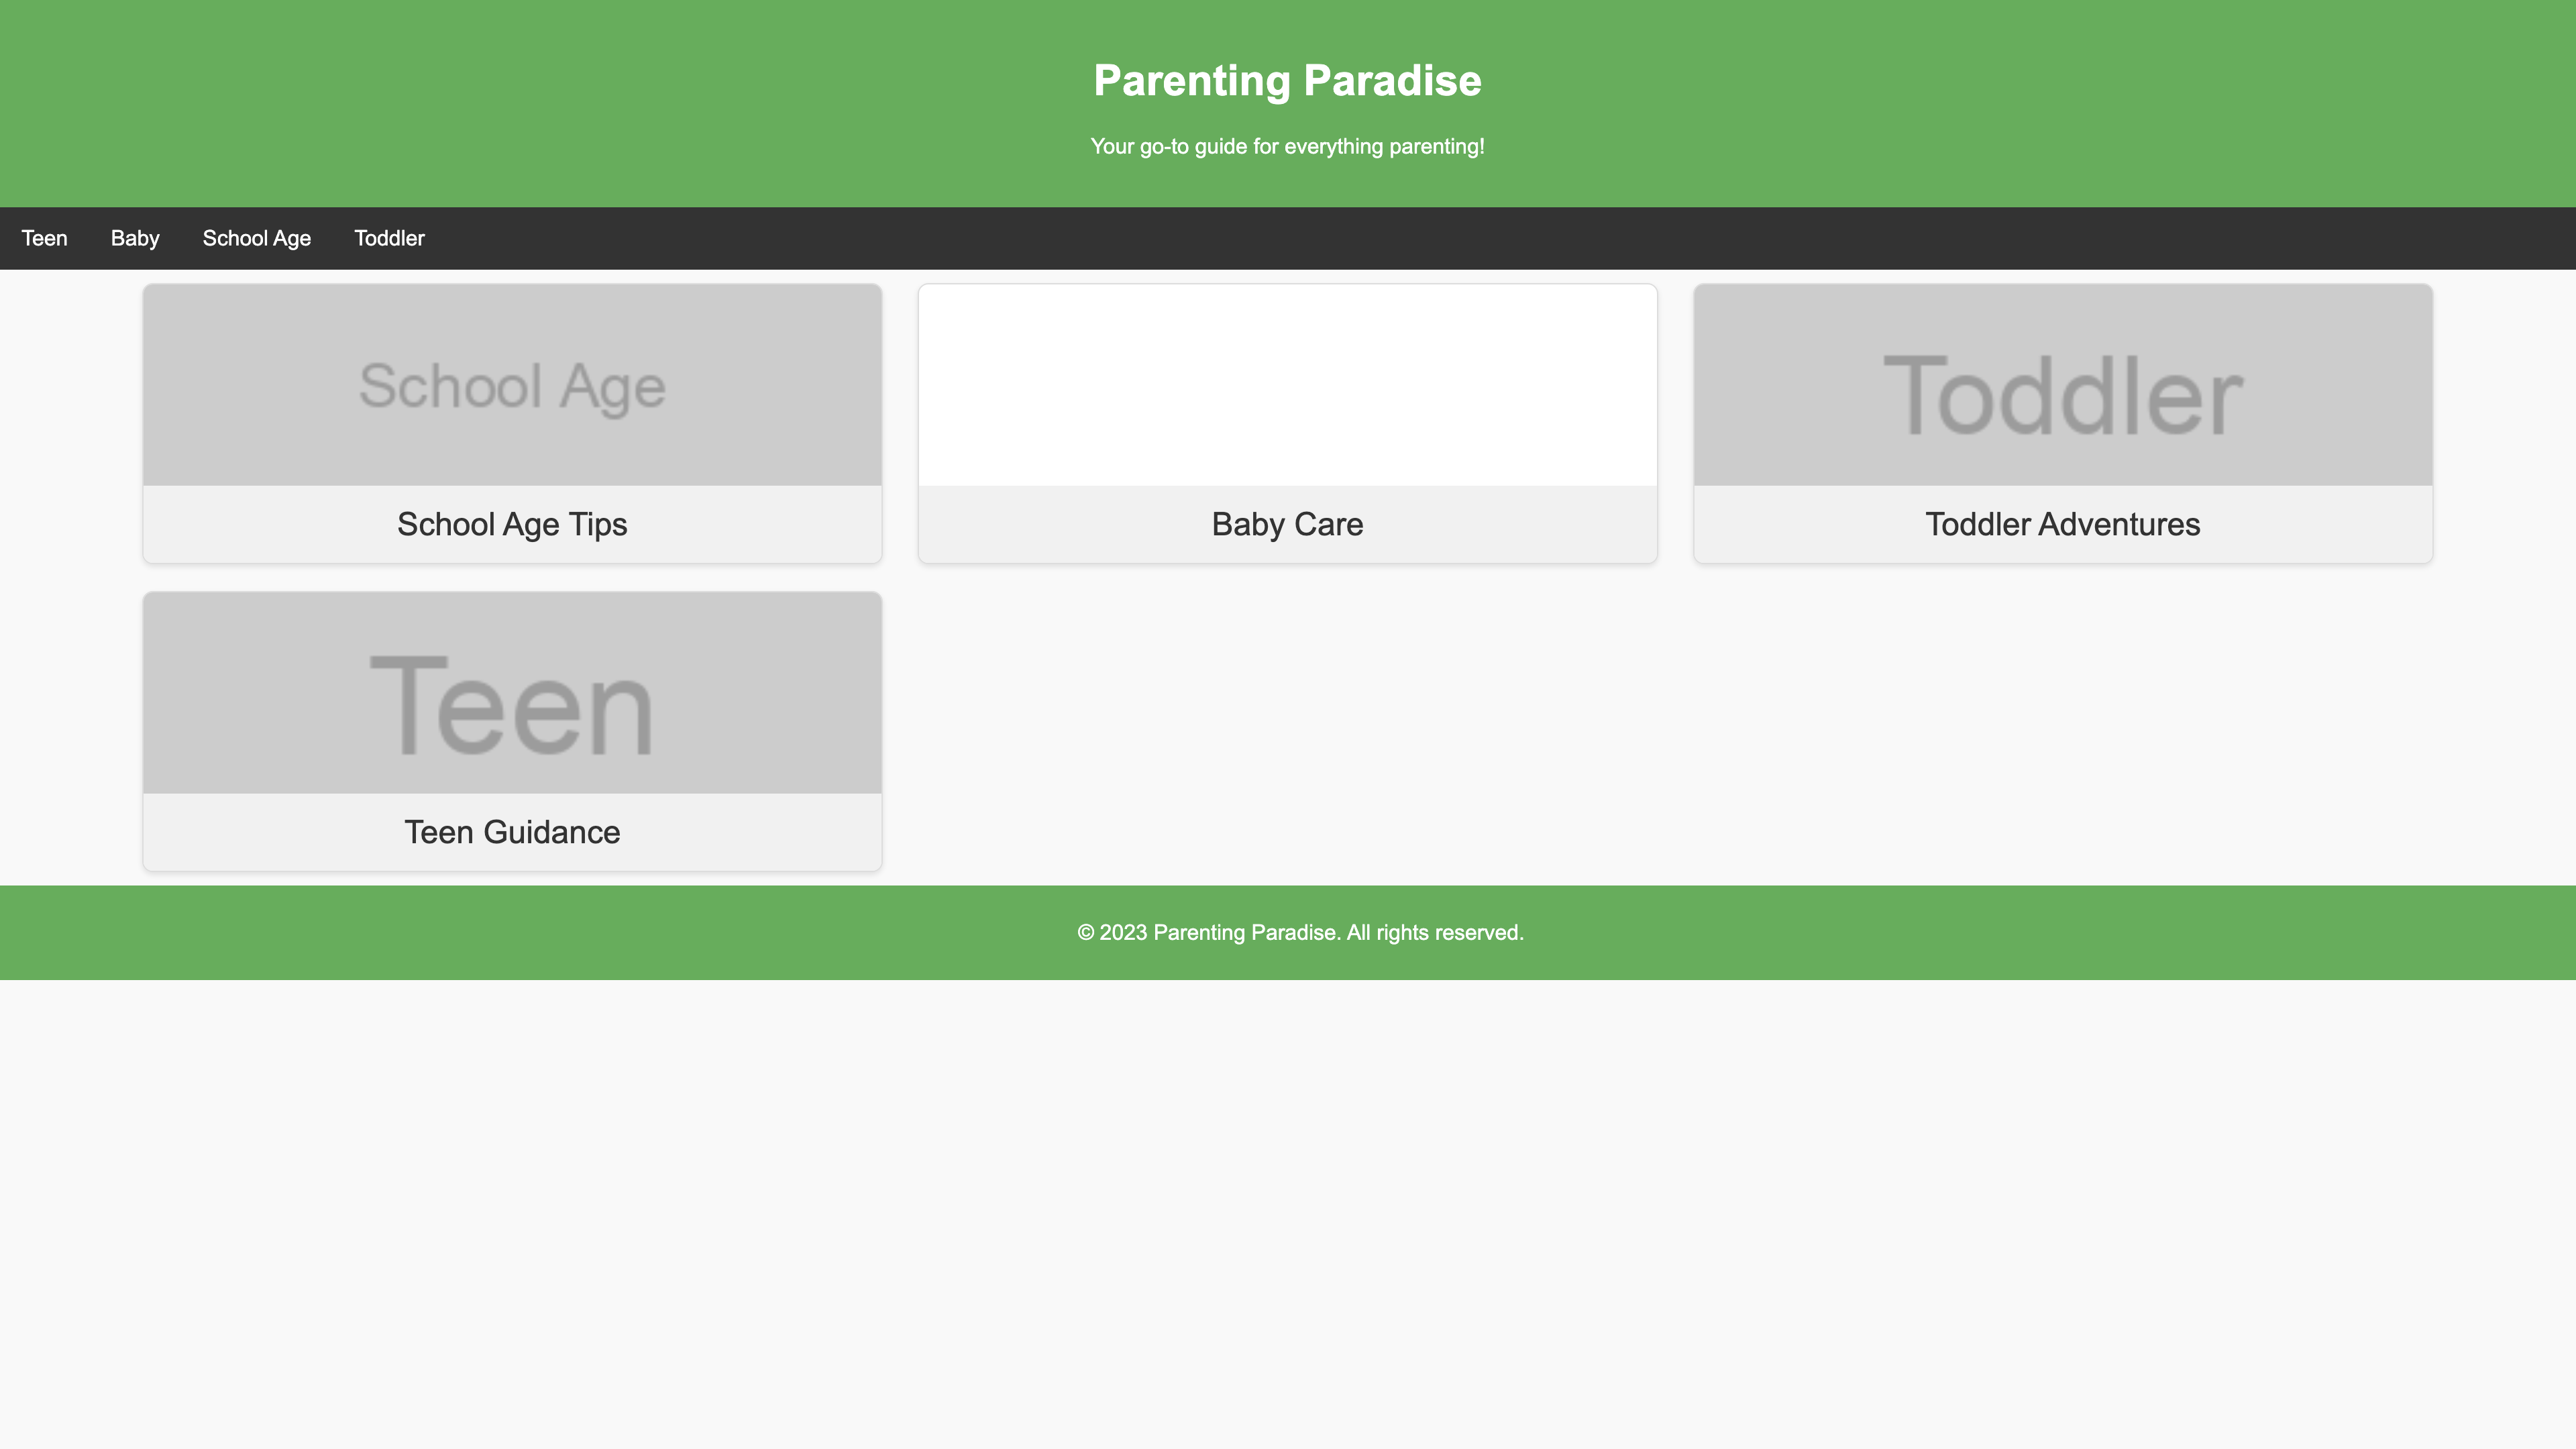 Parenting Paradise
Your go-to guide for everything parenting!
Teen Baby School Age Toddler
School Age
Toddler
School Age Tips
Baby Care
Toddler Adventures
Teen
Teen Guidance
© 2023 Parenting Paradise. All rights reserved.